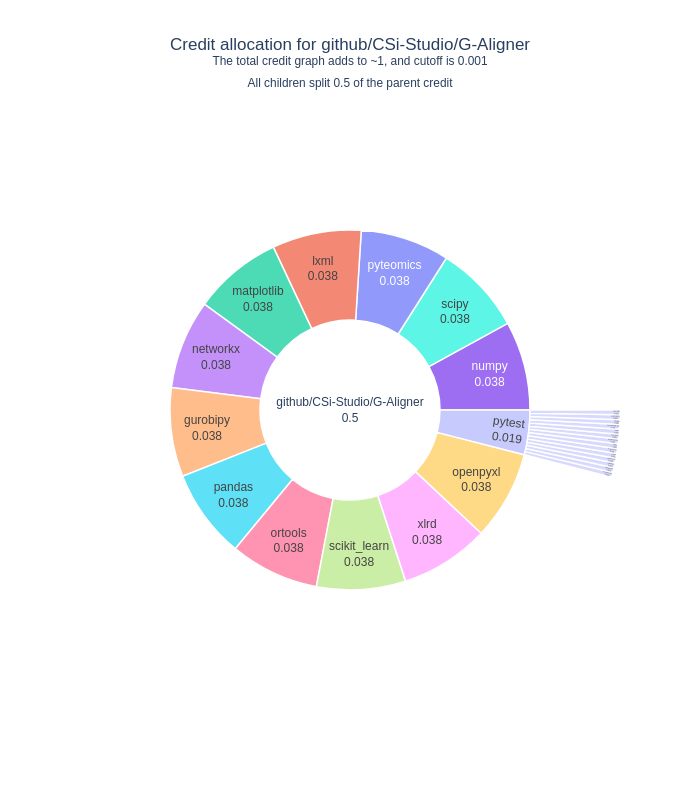 Credit allocation for github/CSi-Studio/G-Aligner
The total credit graph adds to ~1, and cutoff is 0.001
All children split 0.5 of the parent credit
lxml
0.038
pyteomics
0.038
matplotlib
0.038
scipy
0.038
networkx
0.038
numpy
0.038
github/CSi-Studio/G-Aligner
0.5
gurobipy
0.038
pytest
0.019
openpyxl
0.038
pandas
0.038
xlrd
0.038
ortools
0.038
scikit_learn
0.038